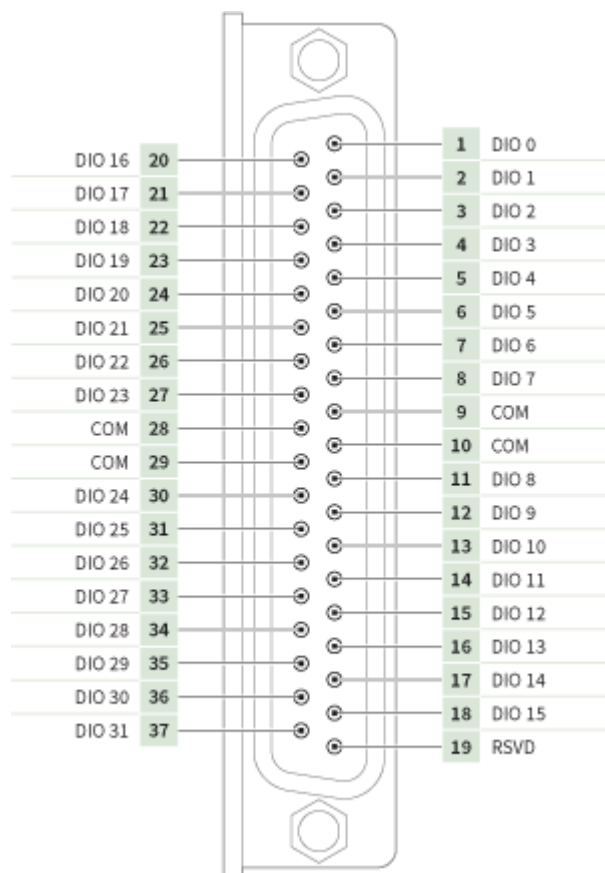 DIO 16 20
DIO 17 21
DIO 18 22
DIO 19 23
DIO 20 24
DIO 21 25
DIO 22 26
DIO 23 27
COM 28
COM 29
DIO 24 30
DIO 25 31
DIO 26 32
DIO 27 33
DIO 28 34
DIO 29 35
DIO 30 36
DIO 31 37
1 DIO 0
2 DIO 1
3 DIO 2
4 DIO 3
5 DIO 4
6 DIO 5
7 DIO 6
8 DIO 7
9 COM
10 COM
11 DIO 8
12 DIO 9
13 DIO 10
14 DIO 11
15 DIO 12
16 DIO 13
17 DIO 14
18 DIO 15
19 RSVD